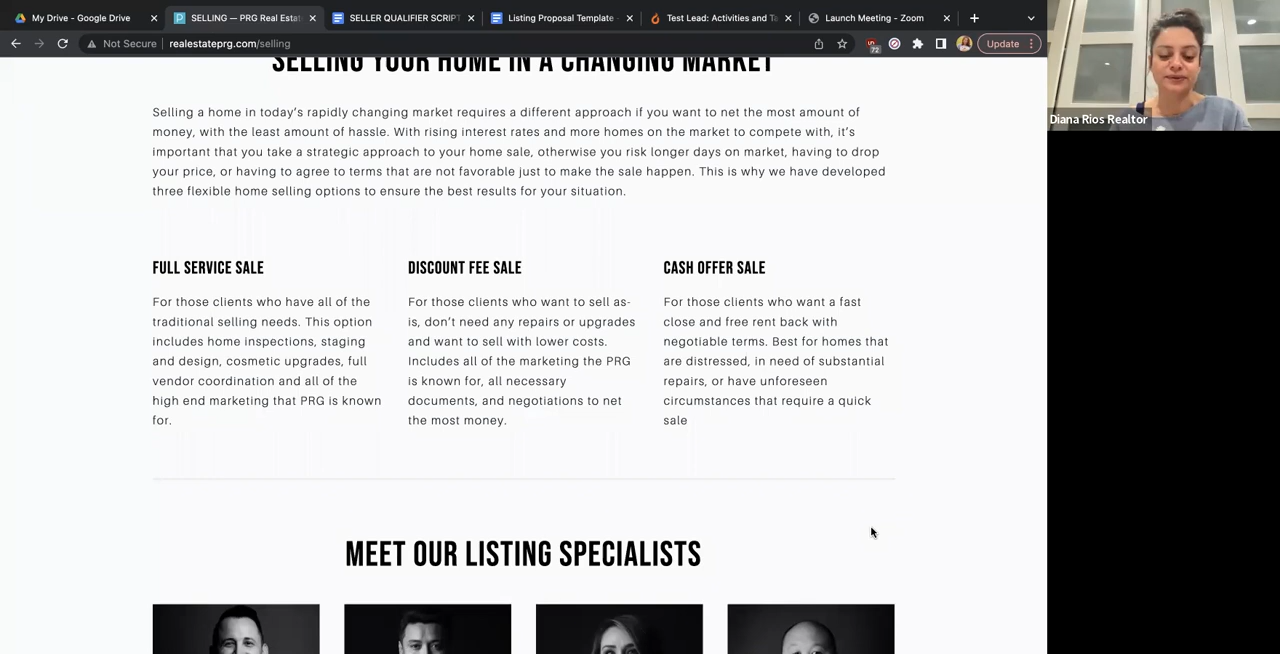 My Drive - Google Drive
SELLING — PRG Real Estat
SELLER QUALIFIER SCRIPT
Listing Proposal Template
Test Lead: Activities and Ta
Launch Meeting - Zoom
Not Secure
realestateprg.com/selling
72
Update
SELLING YOUR HOME IN A CHANGING MARKET
Selling a home in today's rapidly changing market requires a different approach if you want to net the most amount of
money, with the least amount of hassle. With rising interest rates and more homes on the market to compete with, it's
important that you take a strategic approach to your home sale, otherwise you risk longer days on market, having to drop
your price, or having to agree to terms that are not favorable just to make the sale happen. This is why we have developed
three flexible home selling options to ensure the best results for your situation.
FULL SERVICE SALE
For those clients who have all of the
traditional selling needs. This option
includes home inspections, staging
and design, cosmetic upgrades, full
vendor coordination and all of the
high end marketing that PRG is known
for.
DISCOUNT FEE SALE
For those clients who want to sell as-
is, don't need any repairs or upgrades
and want to sell with lower costs.
Includes all of the marketing the PRG
is known for, all necessary
documents, and negotiations to net
the most money.
CASH OFFER SALE
For those clients who want a fast
close and free rent back with
negotiable terms. Best for homes that
are distressed, in need of substantial
repairs, or have unforeseen
circumstances that require a quick
sale
MEET OUR LISTING SPECIALISTS
Diana Rios Realtor